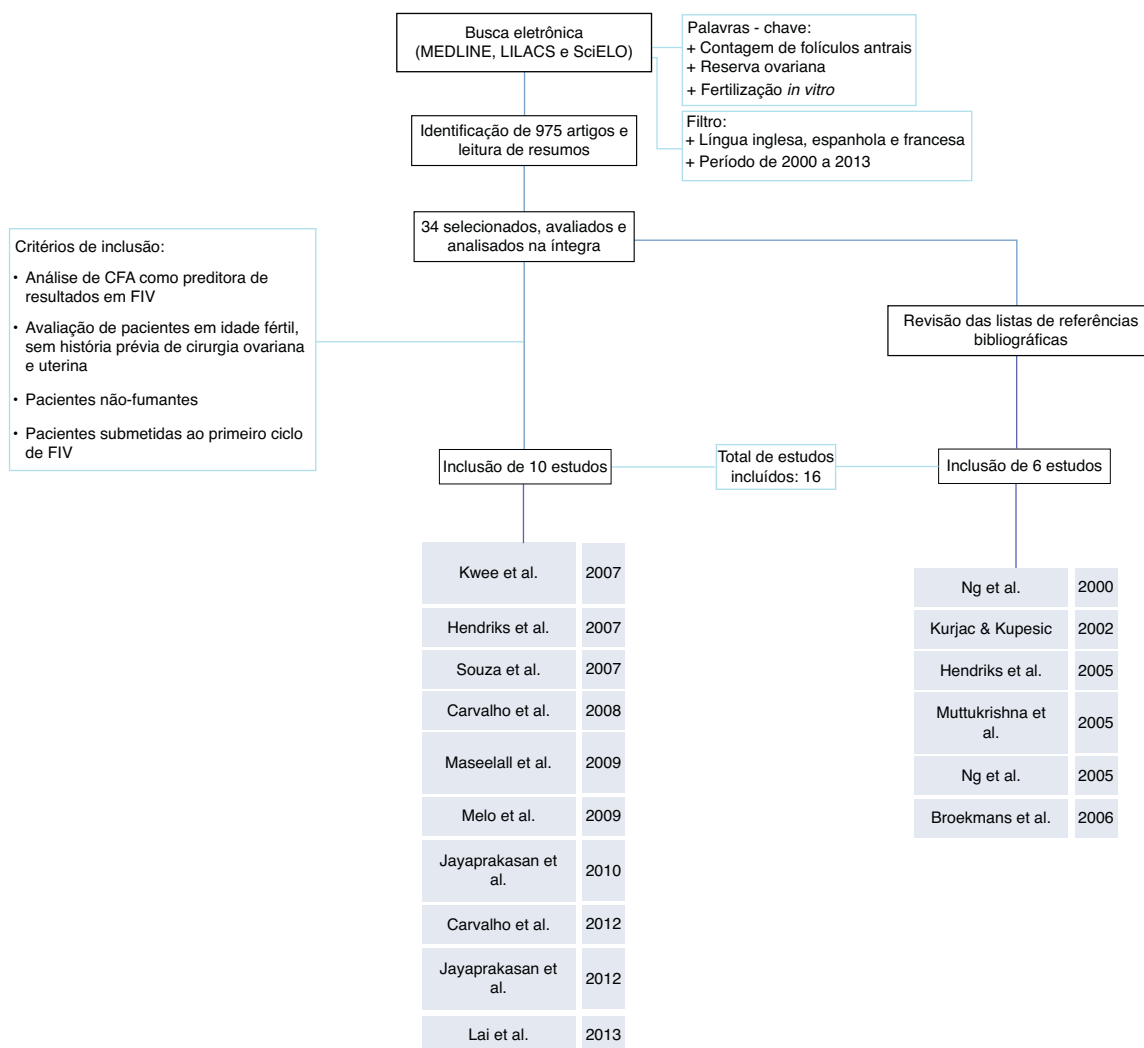 Busca eletrônica
(MEDLINE, LILACS e SciELO)
Palavras - chave:
+ Contagem de folículos antrais
+ Reserva ovariana
+ Fertilização in vitro
Filtro:
+ Língua inglesa, espanhola e francesa
+ Período de 2000 a 2013
Identificação de 975 artigos e
leitura de resumos
34 selecionados, avaliados e
analisados na íntegra
Critérios de inclusão:
• Análise de CFA como preditora de
resultados em FIV
• Avaliação de pacientes em idade fértil,
sem história prévia de cirurgia ovariana
e uterina
• Pacientes não-fumantes
• Pacientes submetidas ao primeiro ciclo
de FIV
Revisão das listas de referências
bibliográficas
Inclusão de 10 estudos
Total de estudos
incluídos: 16
Inclusão de 6 estudos
Kwee et al. 2007
Hendriks et al. 2007
Souza et al. 2007
Carvalho et al. 2008
Maseelall et al. 2009
Melo et al. 2009
Jayaprakasan et
al. 2010
Carvalho et al. 2012
Jayaprakasan et
al. 2012
Lai et al. 2013
Ng et al. 2000
Kurjac & Kupesic 2002
Hendriks et al. 2005
Muttukrishna et
al. 2005
Ng et al. 2005
Broekmans et al. 2006